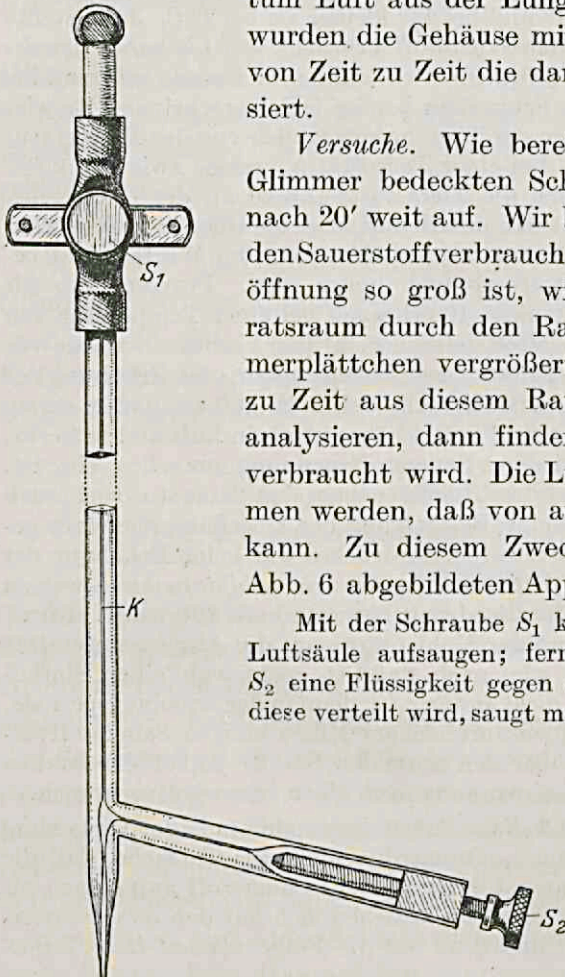 tum Luft aus der Lung
wurden die Gehäuse mi
von Zeit zu Zeit die dar
siert.
Versuche. Wie bere
Glimmer bedeckten Sch
nach 20′ weit auf. Wir
den Sauerstoffverbrauch
öffnung so groß ist, w
ratsraum durch den Ra
merplättchen vergrößer
zu Zeit aus diesem Ra
analysieren, dann finde
verbraucht wird. Die L
men werden, daß von a
kann. Zu diesem Zwec
Abb. 6 abgebildeten App
Mit der Schraube S₁ k
Luftsäule aufsaugen; fern
S₂ eine Flüssigkeit gegen
diese verteilt wird, saugt m
S₁
K
S₂